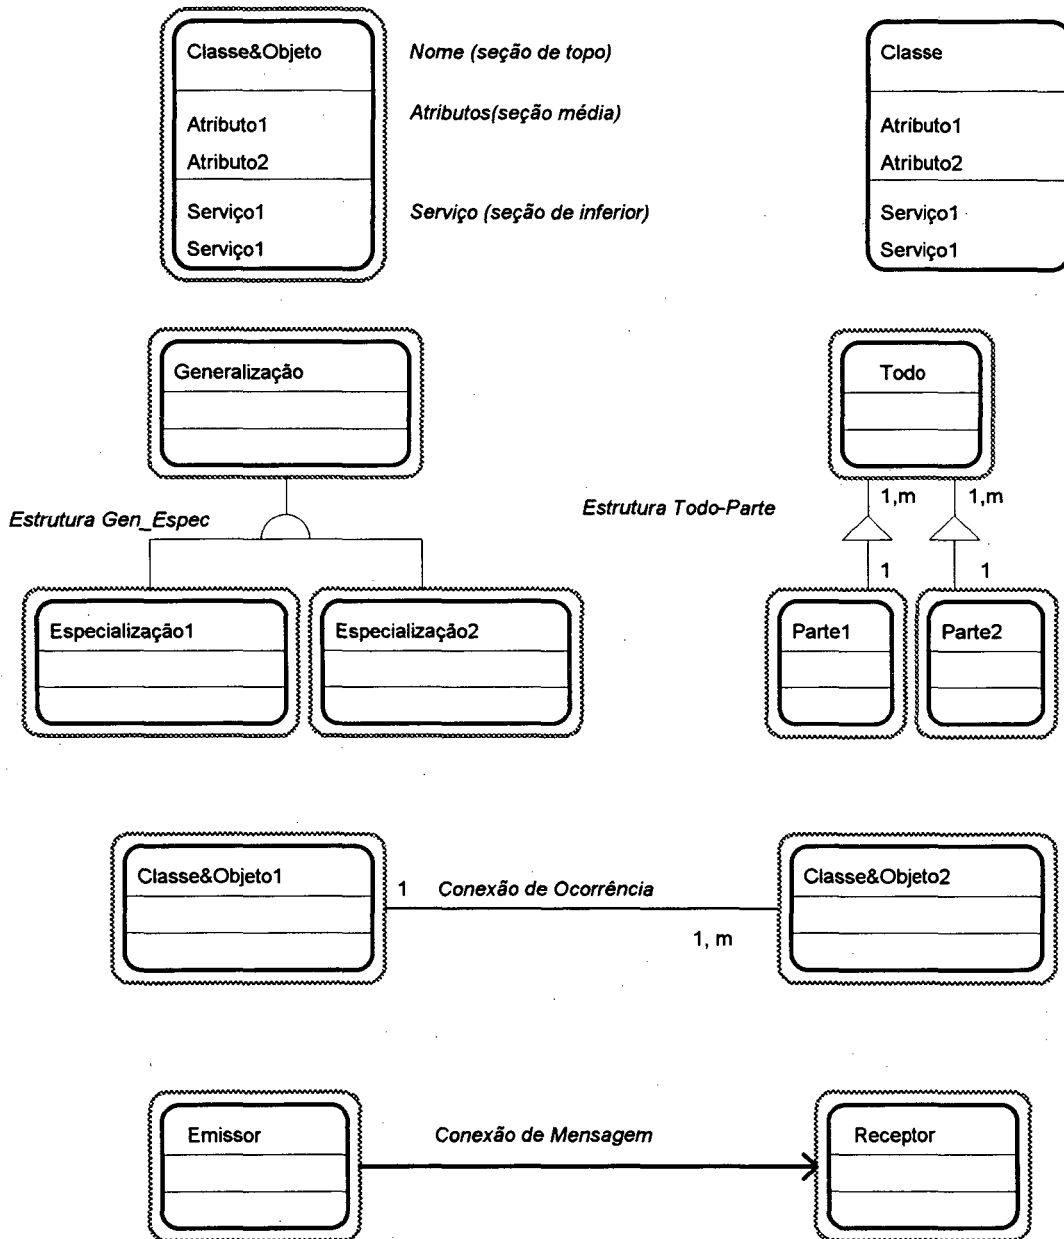 Classe&Objeto
Nome (seção de topo)
Classe
Atributos(seção média)
Atributo1
Atributo2
Atributo1
Atributo2
Serviço1
Serviço1
Serviço (seção de inferior)
Serviço1
Serviço1
Generalização
Todo
Estrutura Gen_Espec
Estrutura Todo-Parte
1,m
1,m
1
1
Especialização1
Especialização2
Parte1
Parte2
Classe&Objeto1
1
Conexão de Ocorrência
1, m
Classe&Objeto2
Emissor
Conexão de Mensagem
Receptor